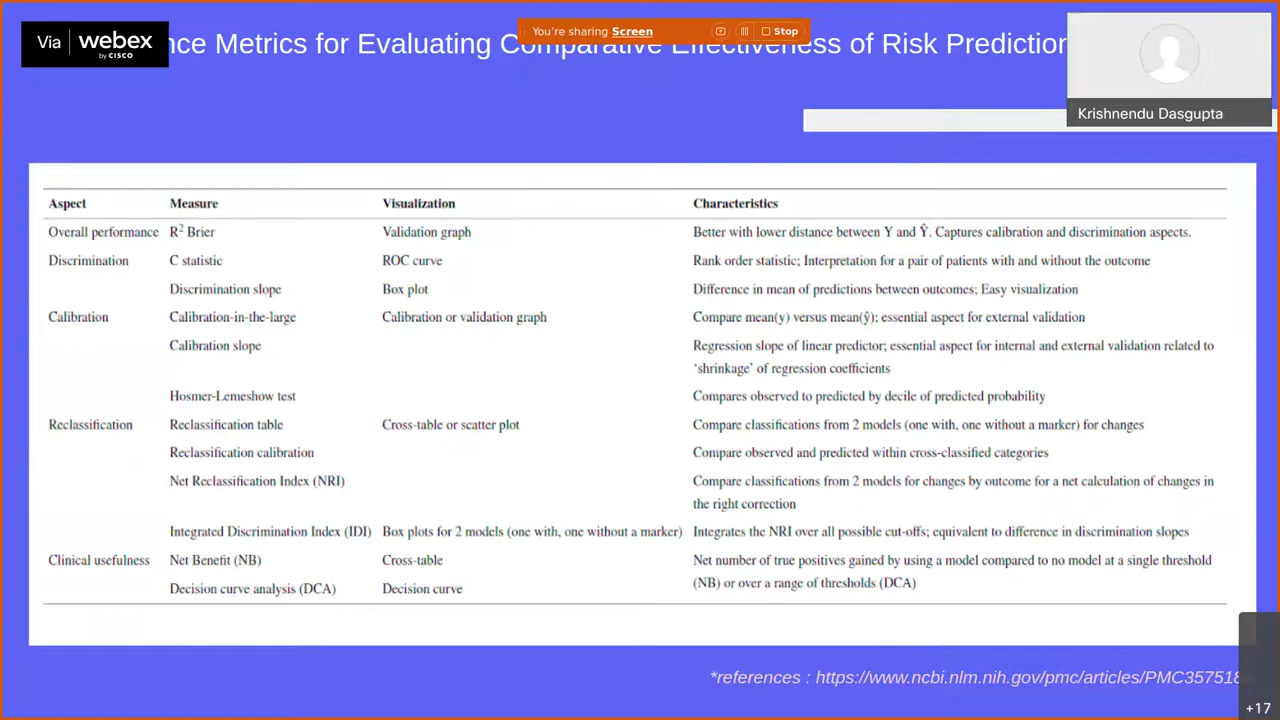 Via webex
by CISCO
You're sharing Screen
Stop
nce Metrics for Evaluating Comparative Effectiveness of Risk Prediction
Krishnendu Dasgupta
Aspect Measure Visualization Characteristics
Overall performance R² Brier Validation graph Better with lower distance between Y and Ŷ. Captures calibration and discrimination aspects.
Discrimination C statistic ROC curve Rank order statistic; Interpretation for a pair of patients with and without the outcome
Discrimination slope Box plot Difference in mean of predictions between outcomes; Easy visualization
Calibration Calibration-in-the-large Calibration or validation graph Compare mean(y) versus mean(ŷ); essential aspect for external validation
Calibration slope Regression slope of linear predictor; essential aspect for internal and external validation related to
‘shrinkage’ of regression coefficients
Hosmer-Lemeshow test Compares observed to predicted by decile of predicted probability
Reclassification Reclassification table Cross-table or scatter plot Compare classifications from 2 models (one with, one without a marker) for changes
Reclassification calibration Compare observed and predicted within cross-classified categories
Net Reclassification Index (NRI) Compare classifications from 2 models for changes by outcome for a net calculation of changes in
the right correction
Integrated Discrimination Index (IDI) Box plots for 2 models (one with, one without a marker) Integrates the NRI over all possible cut-offs; equivalent to difference in discrimination slopes
Clinical usefulness Net Benefit (NB) Cross-table Net number of true positives gained by using a model compared to no model at a single threshold
(NB) or over a range of thresholds (DCA)
Decision curve analysis (DCA) Decision curve
*references : https://www.ncbi.nlm.nih.gov/pmc/articles/PMC357518
+17